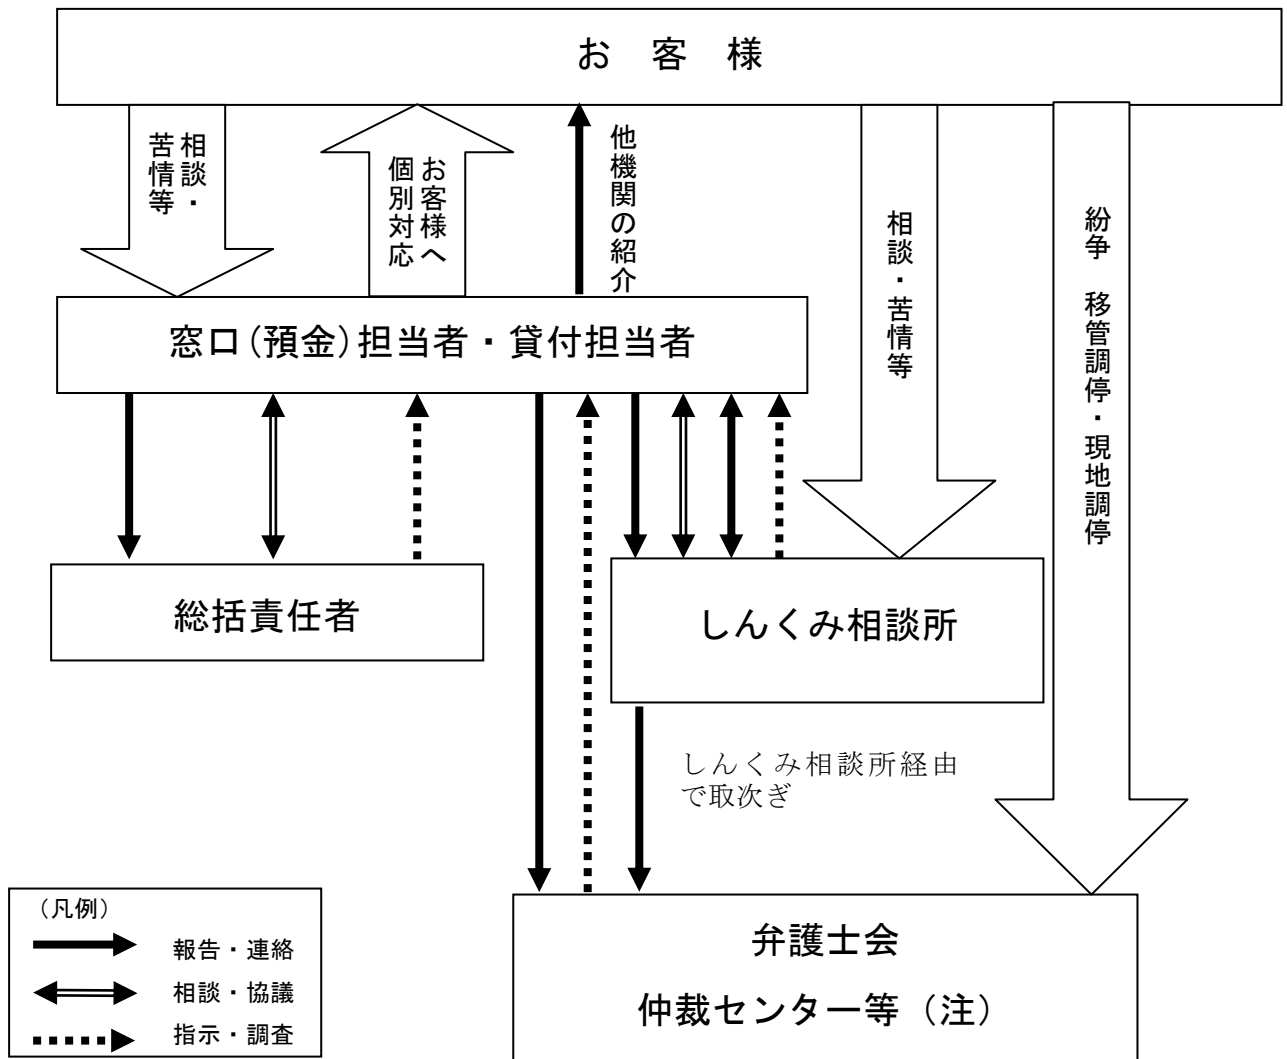 お 客 様
相談・
苦情等
お客様へ
個別対応
他機関の紹介
相談・苦情等
紛争 移管調停・現地調停
窓口(預金)担当者・貸付担当者
総括責任者
しんくみ相談所
しんくみ相談所経由
で取次ぎ
(凡例)
報告・連絡
相談・協議
指示・調査
弁護士会
仲裁センター等(注)